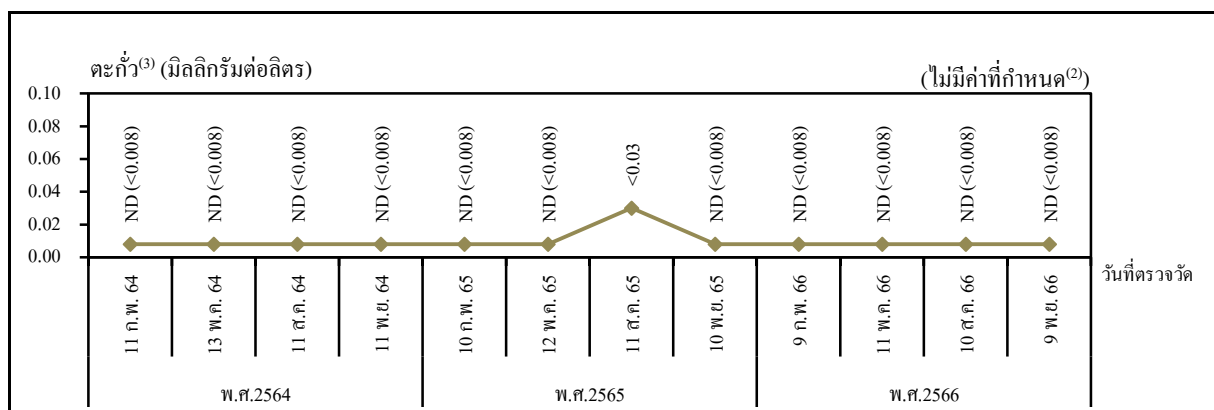 ตะกั่ว(3) (มิลลิกรัมต่อลิตร)
(ไม่มีค่าที่กำหนด(2))
0.10
0.08
0.06
0.04
0.02
0.00
ND (<0.008)
ND (<0.008)
ND (<0.008)
ND (<0.008)
ND (<0.008)
ND (<0.008)
<0.03
ND (<0.008)
ND (<0.008)
ND (<0.008)
ND (<0.008)
ND (<0.008)
วันที่ตรวจวัด
11 ก.พ. 64
13 พ.ค. 64
11 ส.ค. 64
11 พ.ย. 64
10 ก.พ. 65
12 พ.ค. 65
11 ส.ค. 65
10 พ.ย. 65
9 ก.พ. 66
11 พ.ค. 66
10 ส.ค. 66
9 พ.ย. 66
พ.ศ.2564
พ.ศ.2565
พ.ศ.2566